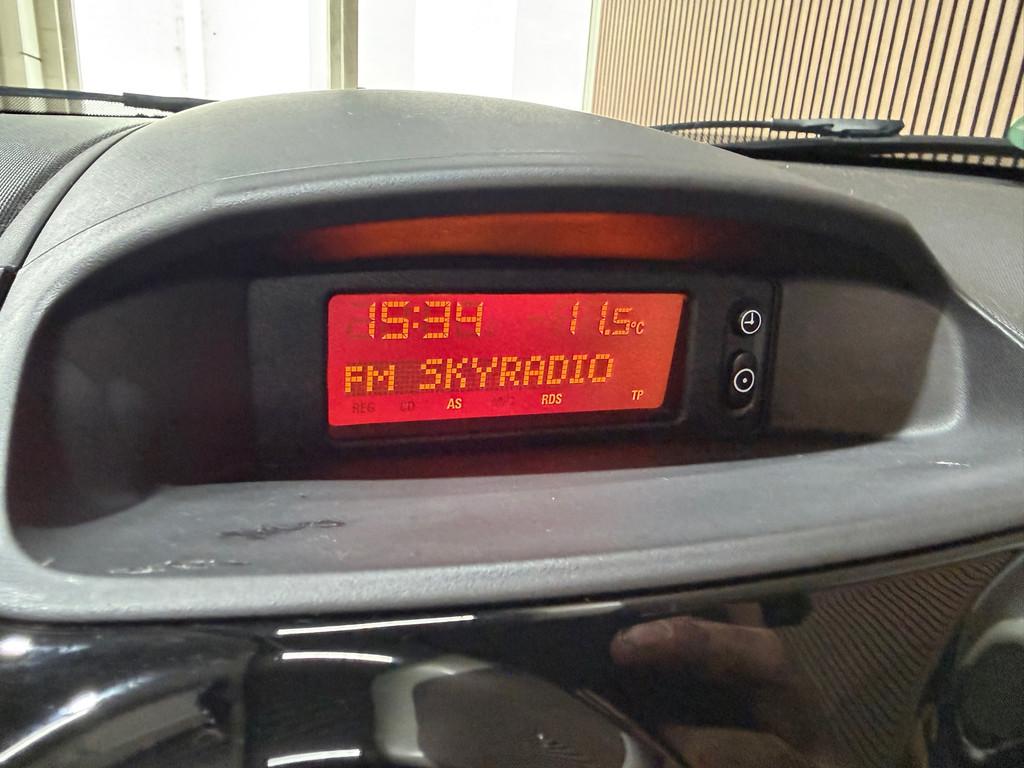 15:34 11.5°C
FM SKYRADIO
REG CD AS RDS TP